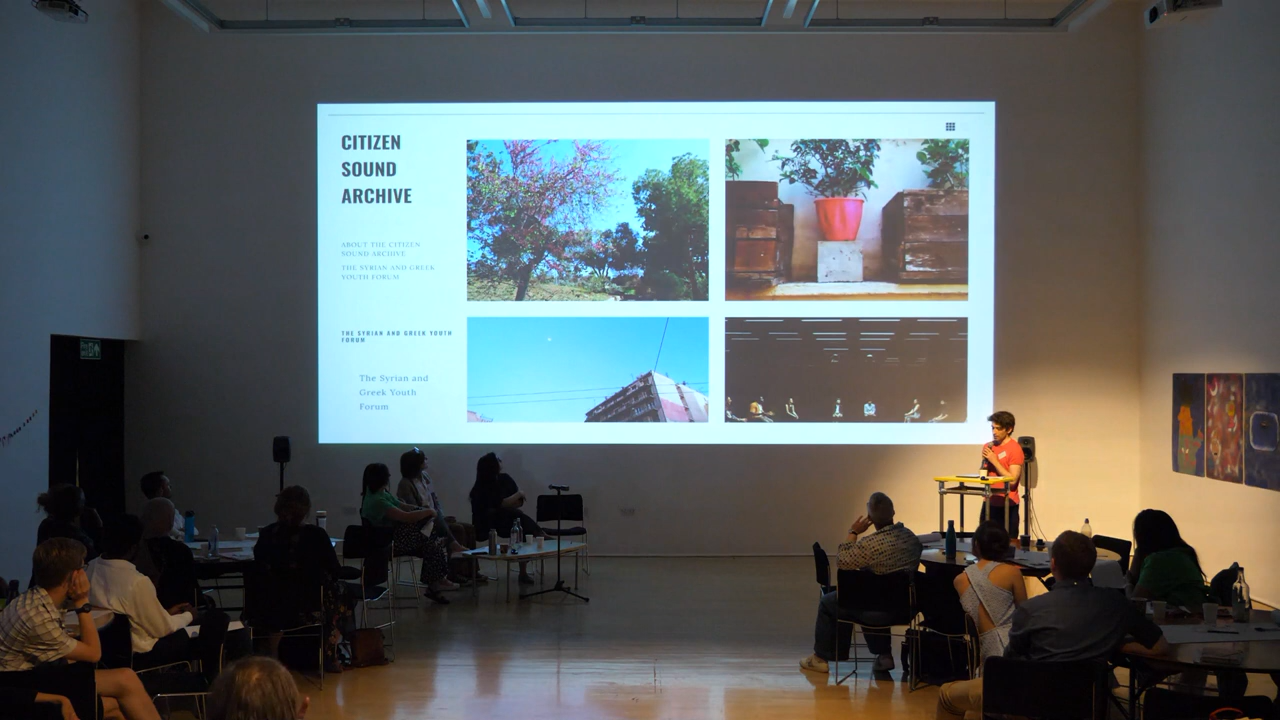 CITIZEN
SOUND
ARCHIVE
ABOUT THE CITIZEN
SOUND ARCHIVE
THE SYRIAN AND GREEK
YOUTH FORUM
THE SYRIAN AND GREEK YOUTH
FORUM
The Syrian and
Greek Youth
Forum